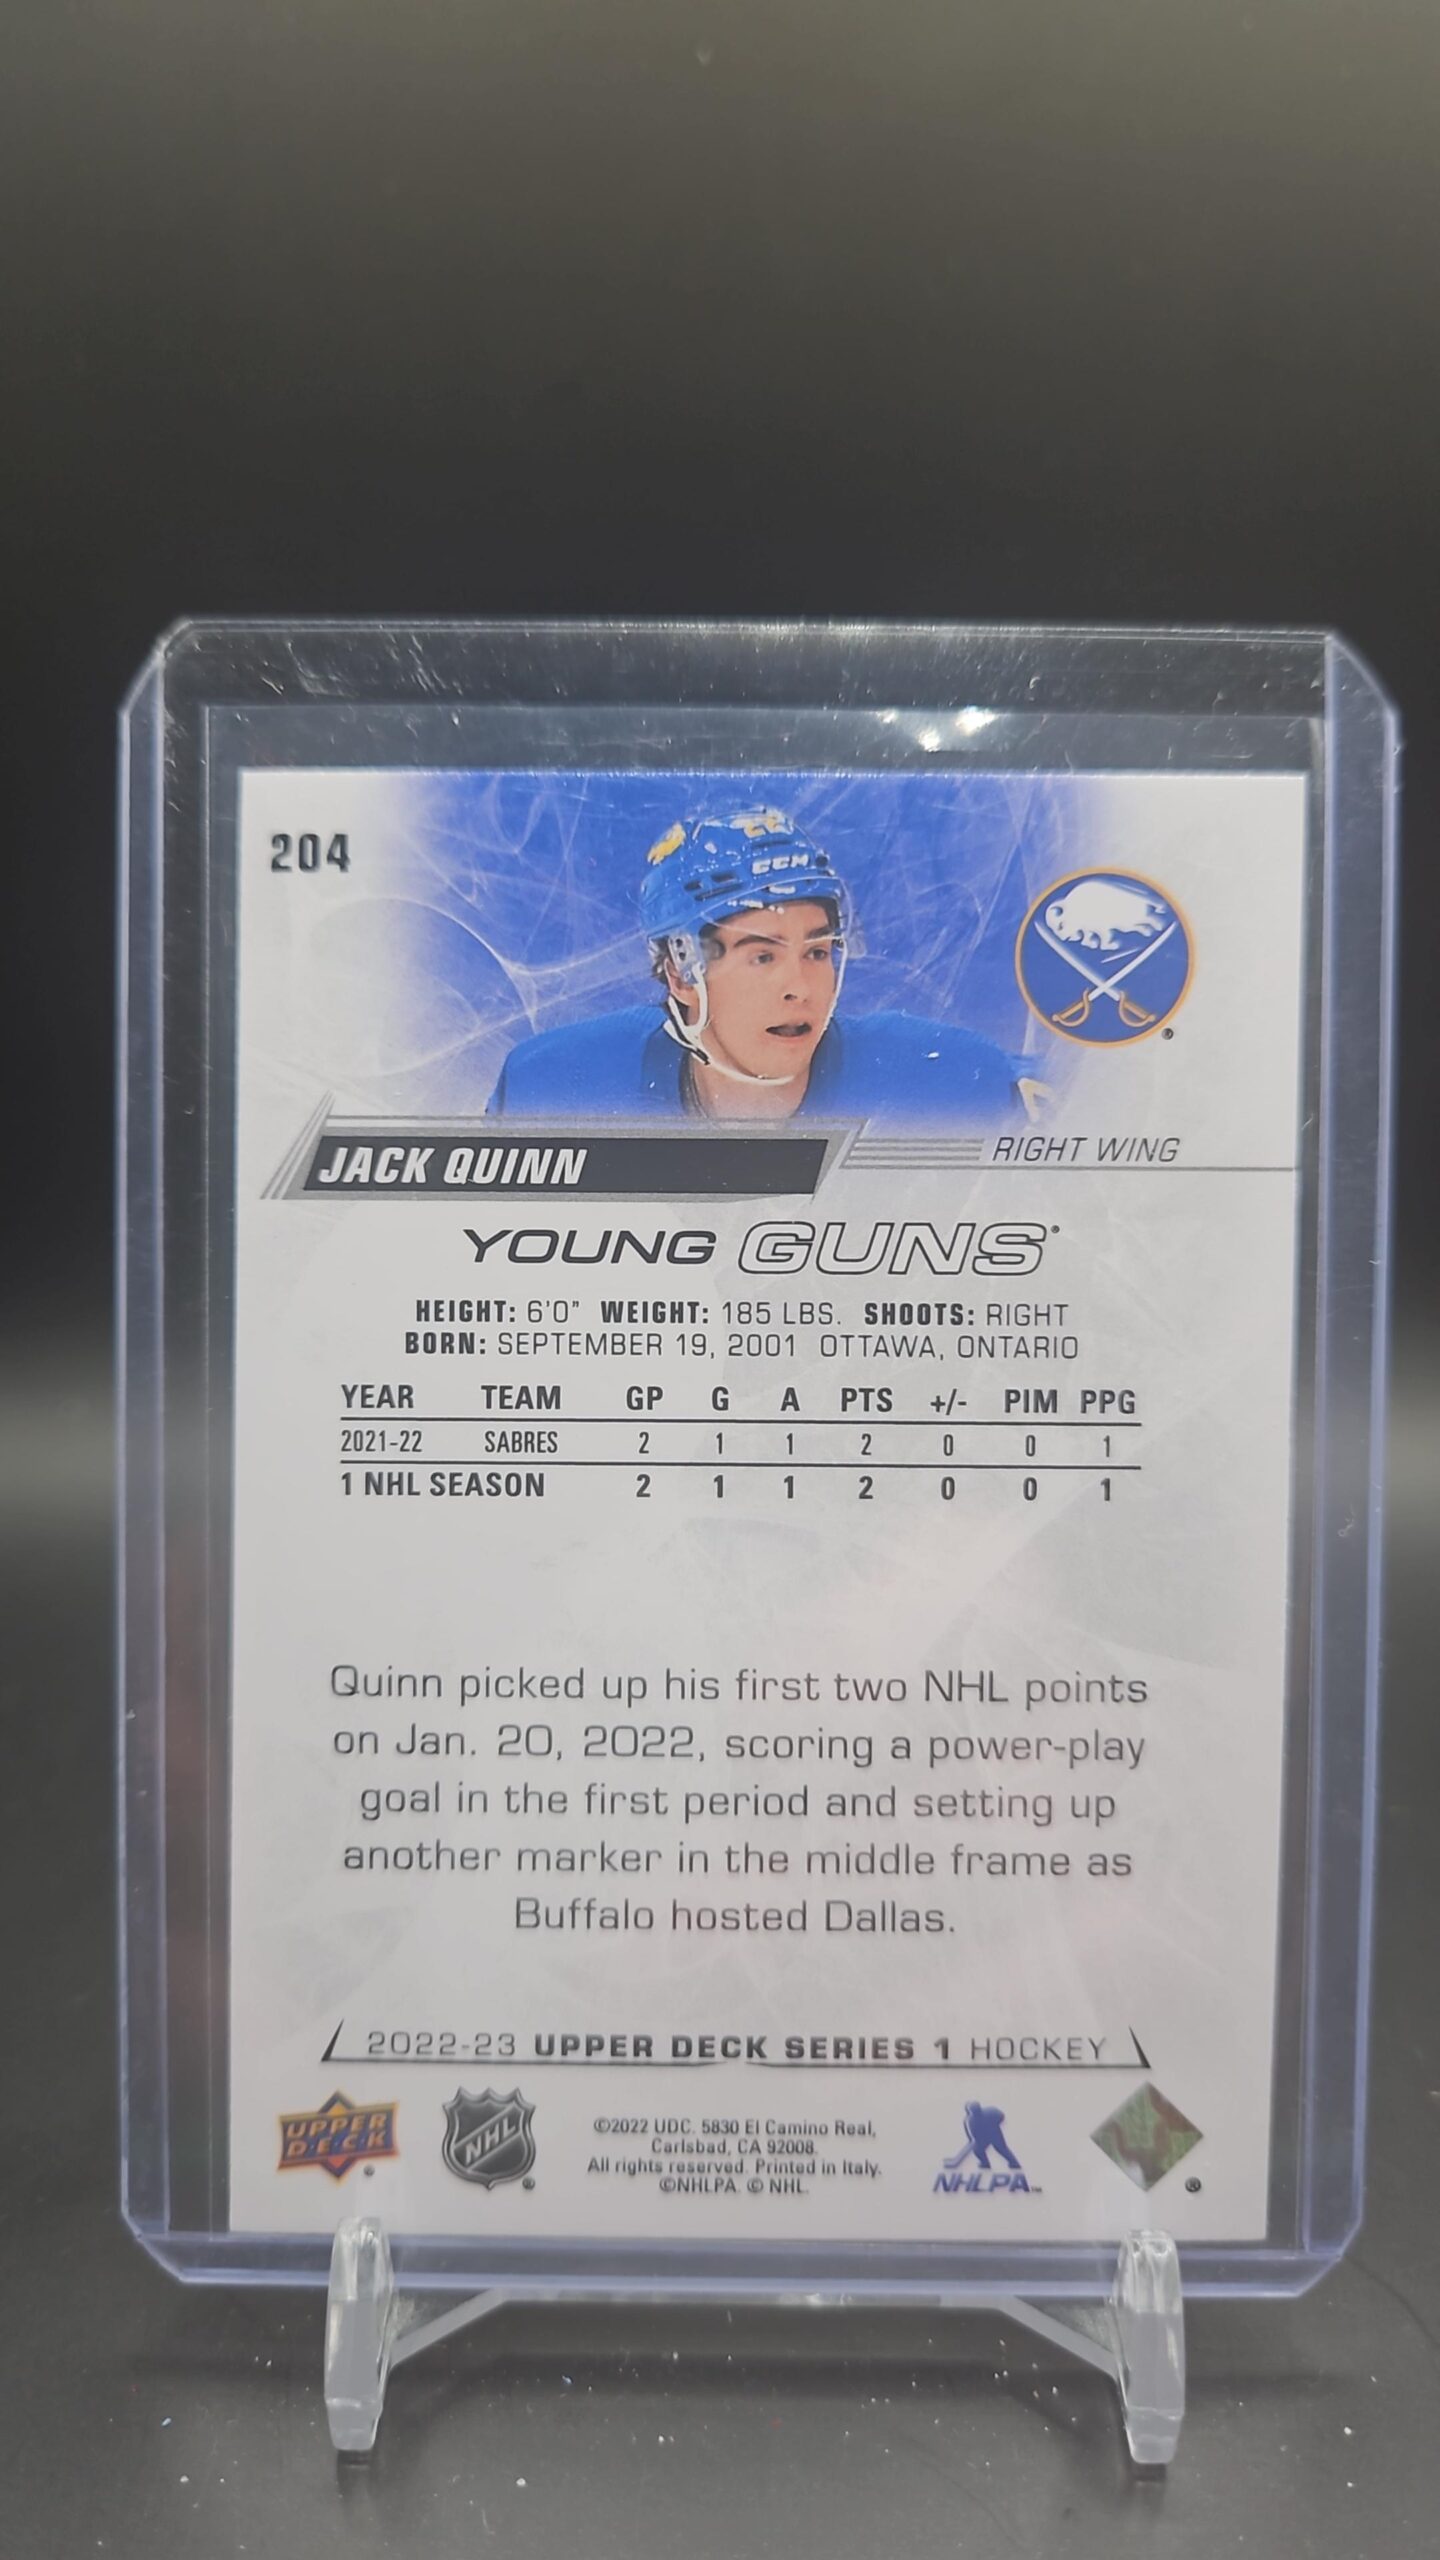 204
22
CCM
JACK QUINN
RIGHT WING
YOUNG GUNS
HEIGHT: 6'0" WEIGHT: 185 LBS. SHOOTS: RIGHT
BORN: SEPTEMBER 19, 2001 OTTAWA, ONTARIO
YEAR TEAM GP G A PTS +/- PIM PPG
2021-22 SABRES 2 1 1 2 0 0 1
1 NHL SEASON 2 1 1 2 0 0 1
Quinn picked up his first two NHL points
on Jan. 20, 2022, scoring a power-play
goal in the first period and setting up
another marker in the middle frame as
Buffalo hosted Dallas.
2022-23 UPPER DECK SERIES 1 HOCKEY
UPPER
D·E·C·K
NHL
©2022 UDC. 5830 El Camino Real,
Carlsbad, CA 92008.
All rights reserved. Printed in Italy.
©NHLPA. © NHL.
NHLPA™